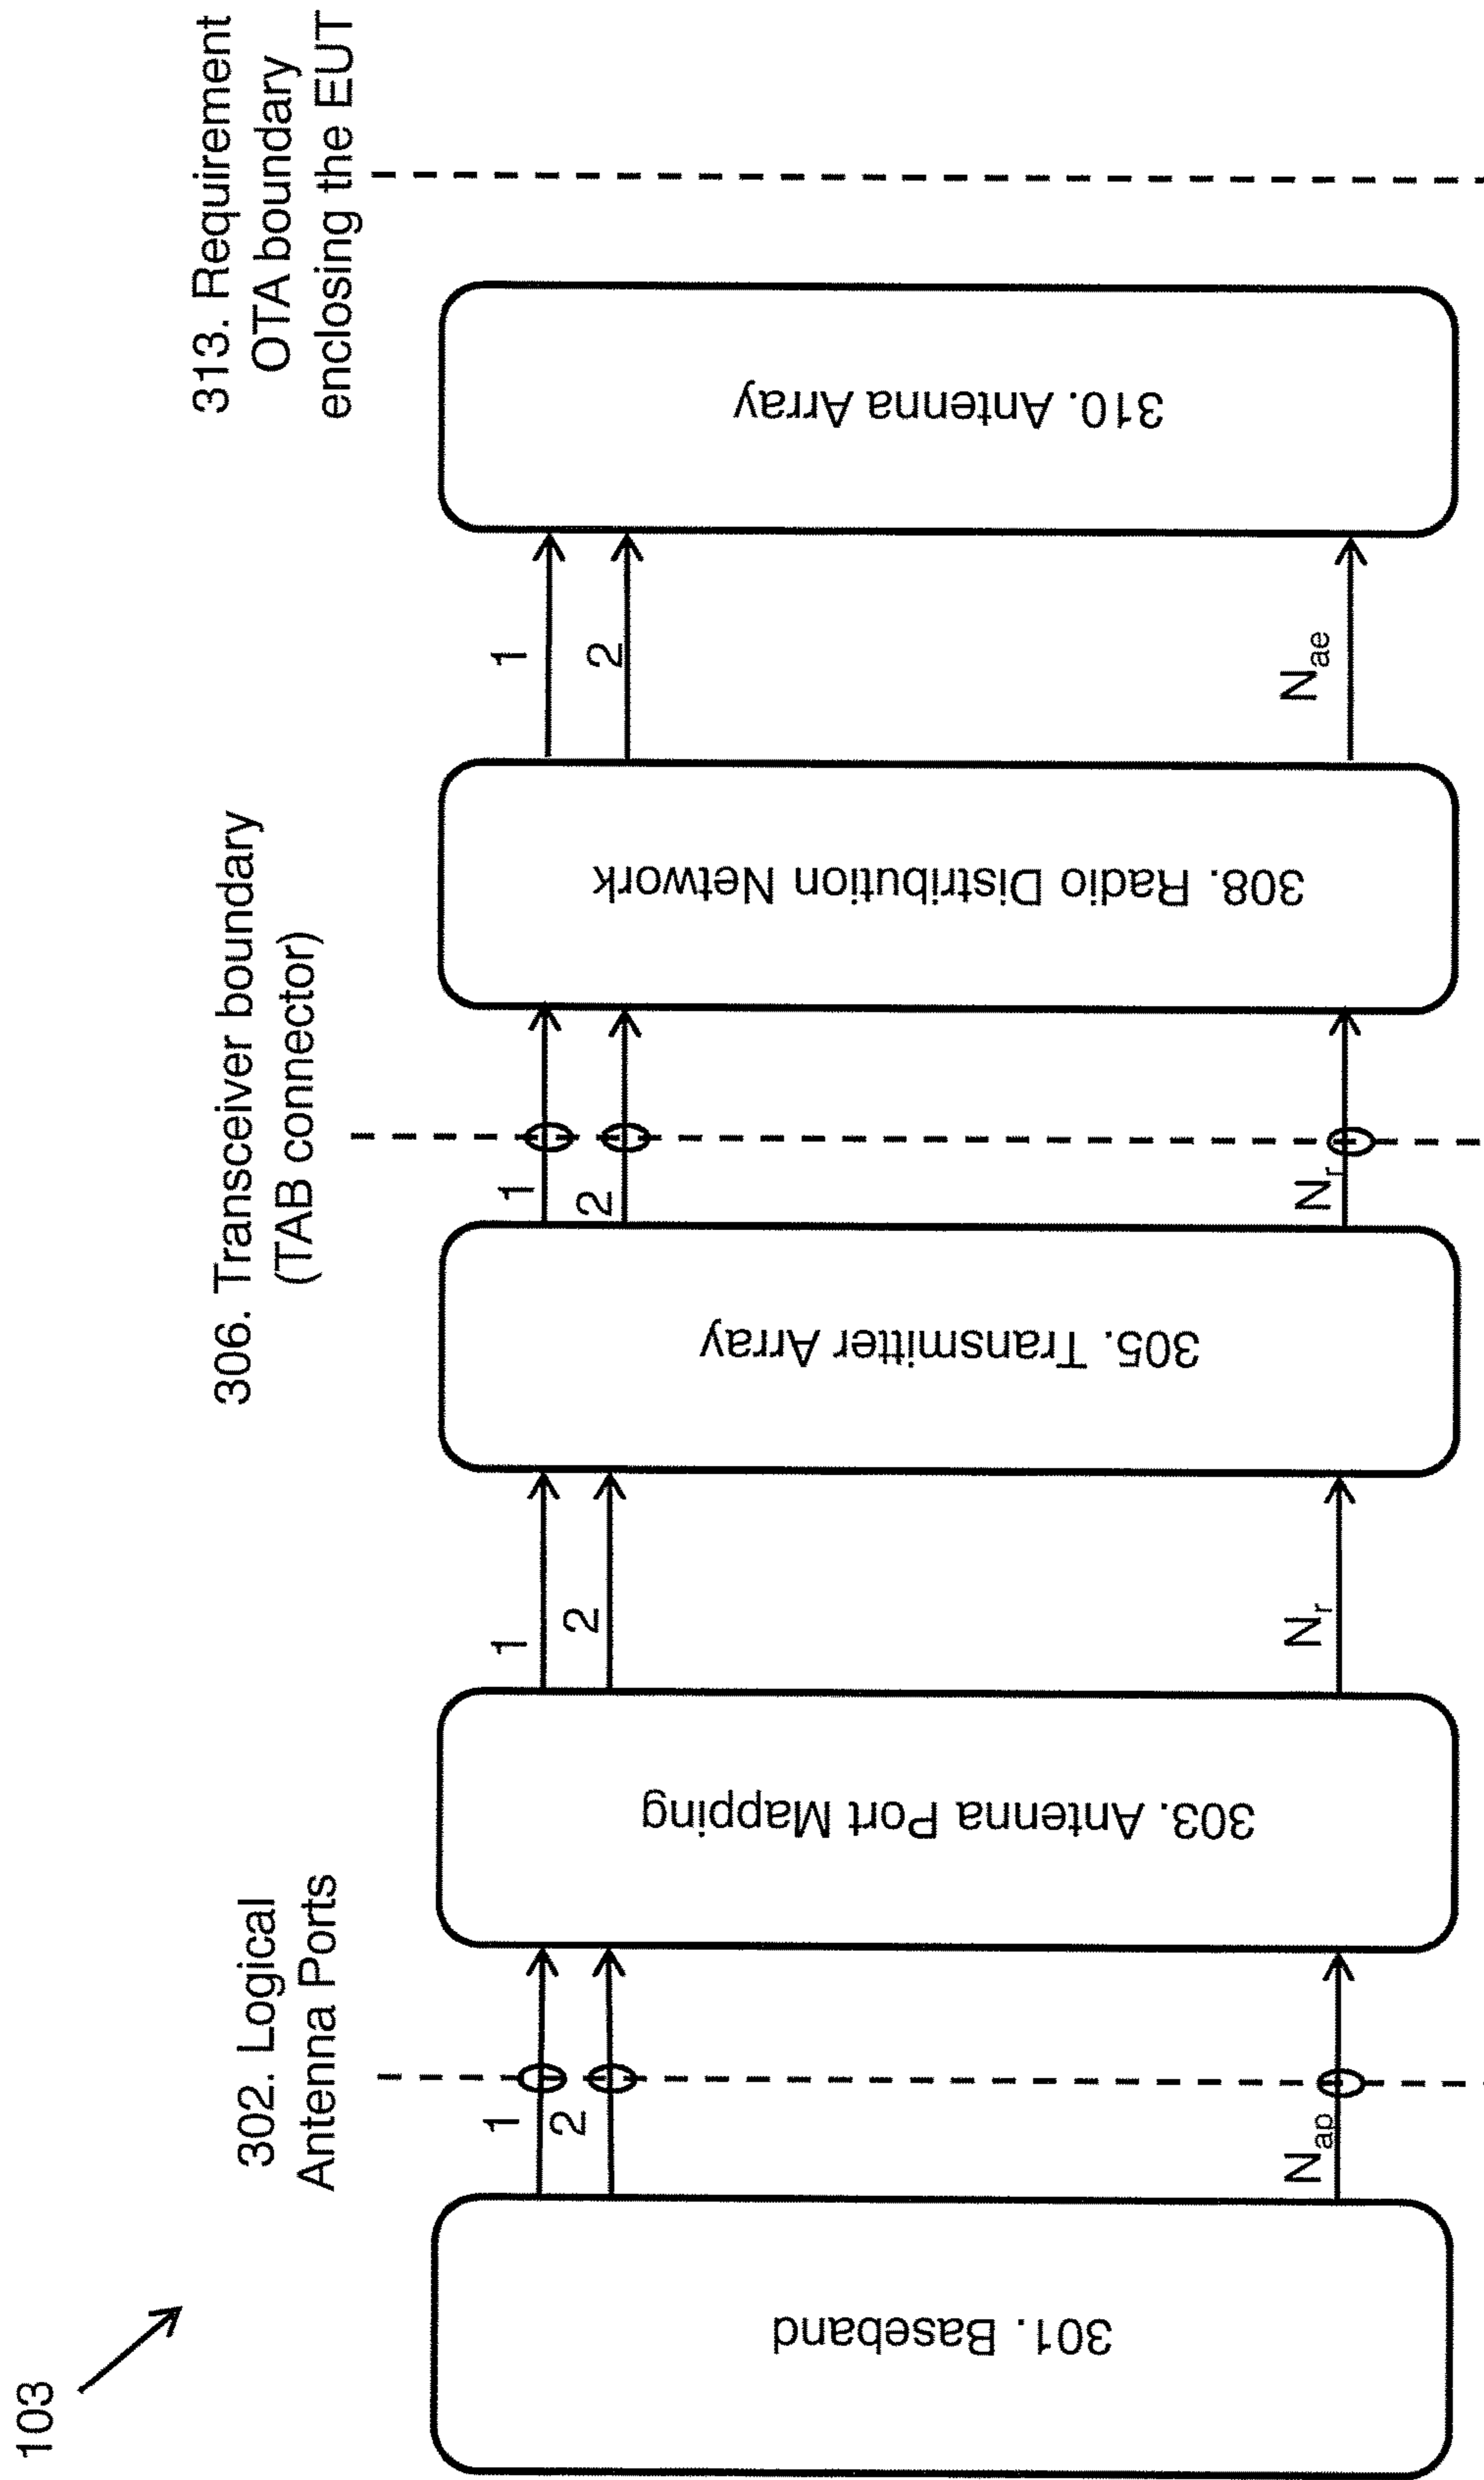 103
302. Logical
Antenna Ports
306. Transceiver boundary
(TAB connector)
313. Requirement
OTA boundary
enclosing the EUT
301. Baseband
1
2
N_ap
303. Antenna Port Mapping
1
2
N_r
305. Transmitter Array
1
2
N_r
308. Radio Distribution Network
1
2
N_ae
310. Antenna Array